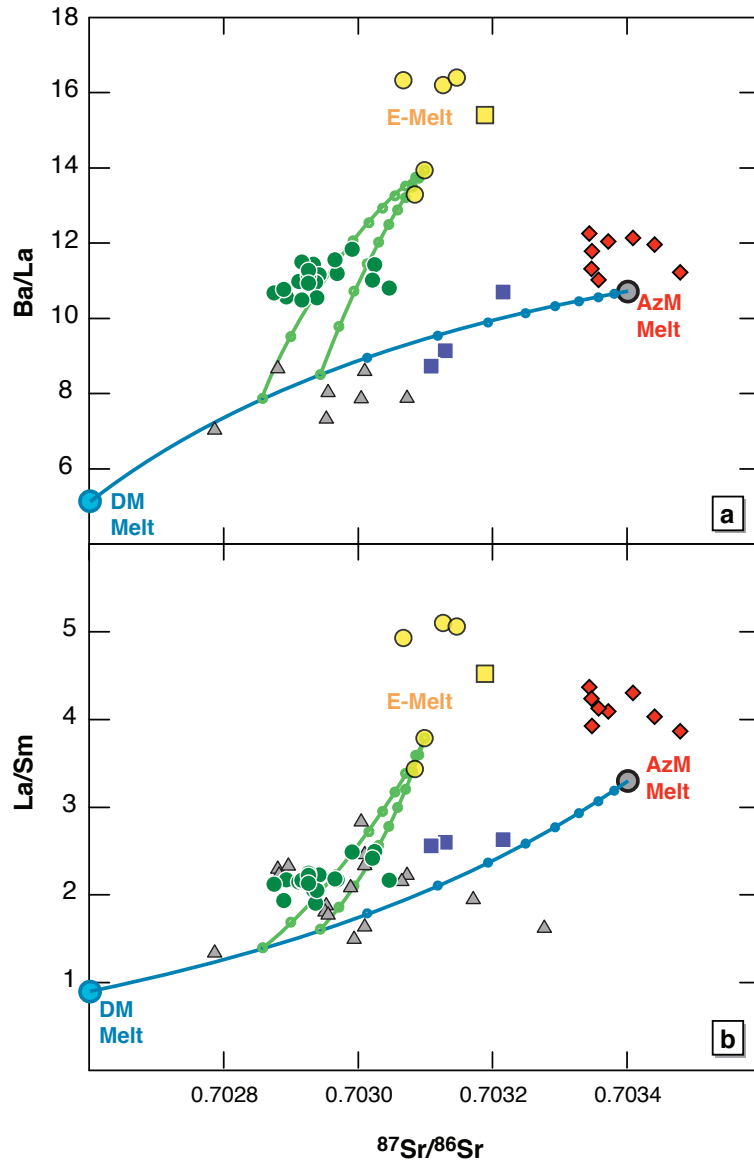 18
16
14
12
10
8
6
Ba/La
E-Melt
AzM
Melt
DM
Melt
a
5
4
3
2
1
La/Sm
E-Melt
AzM
Melt
DM
Melt
b
0.7028
0.7030
0.7032
0.7034
87Sr/86Sr